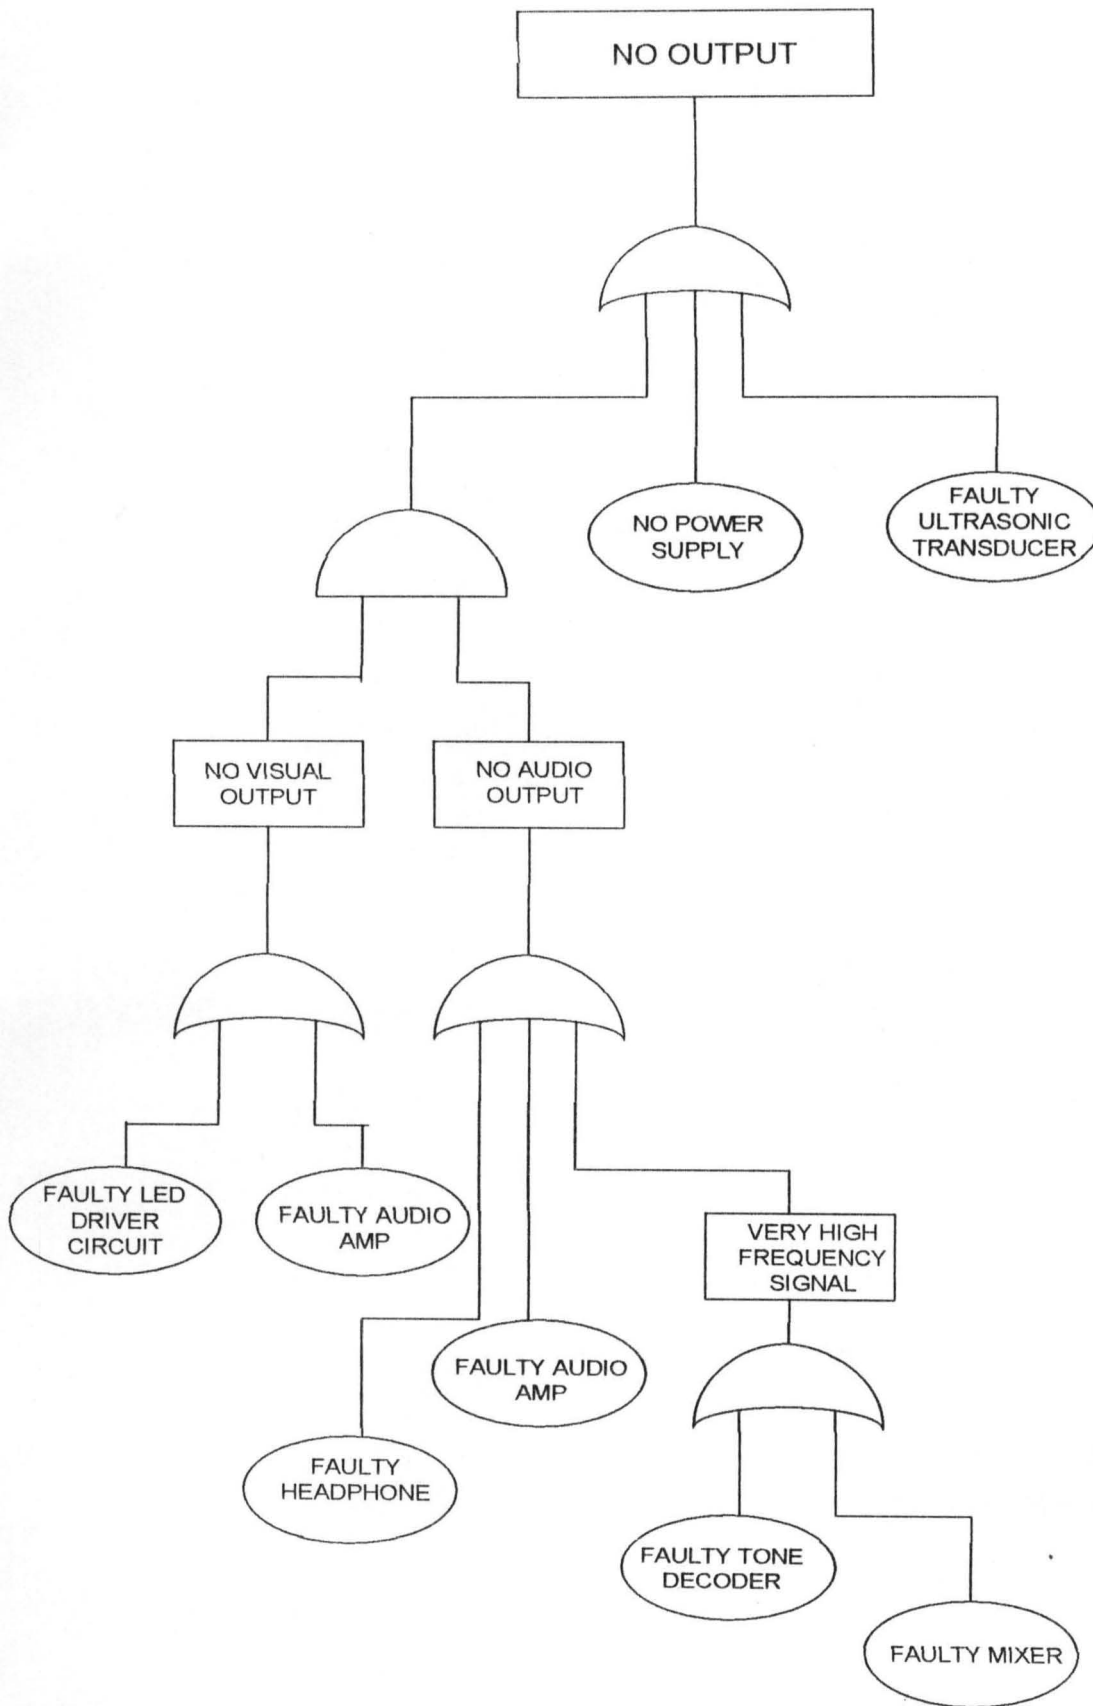 NO OUTPUT
NO POWER
SUPPLY
FAULTY
ULTRASONIC
TRANSDUCER
NO VISUAL
OUTPUT
NO AUDIO
OUTPUT
FAULTY LED
DRIVER
CIRCUIT
FAULTY AUDIO
AMP
VERY HIGH
FREQUENCY
SIGNAL
FAULTY AUDIO
AMP
FAULTY
HEADPHONE
FAULTY TONE
DECODER
FAULTY MIXER